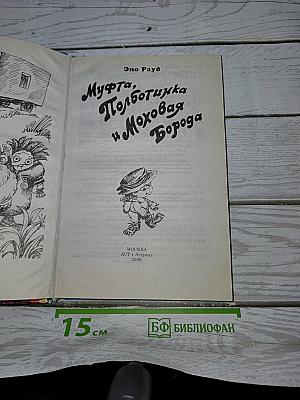 Эно Рауд
Муфта,
Полботинка
и Моховая
Борода
МОСКВА
АСТ • Астрель
2006
15 см
БФ БИБЛИОФАН